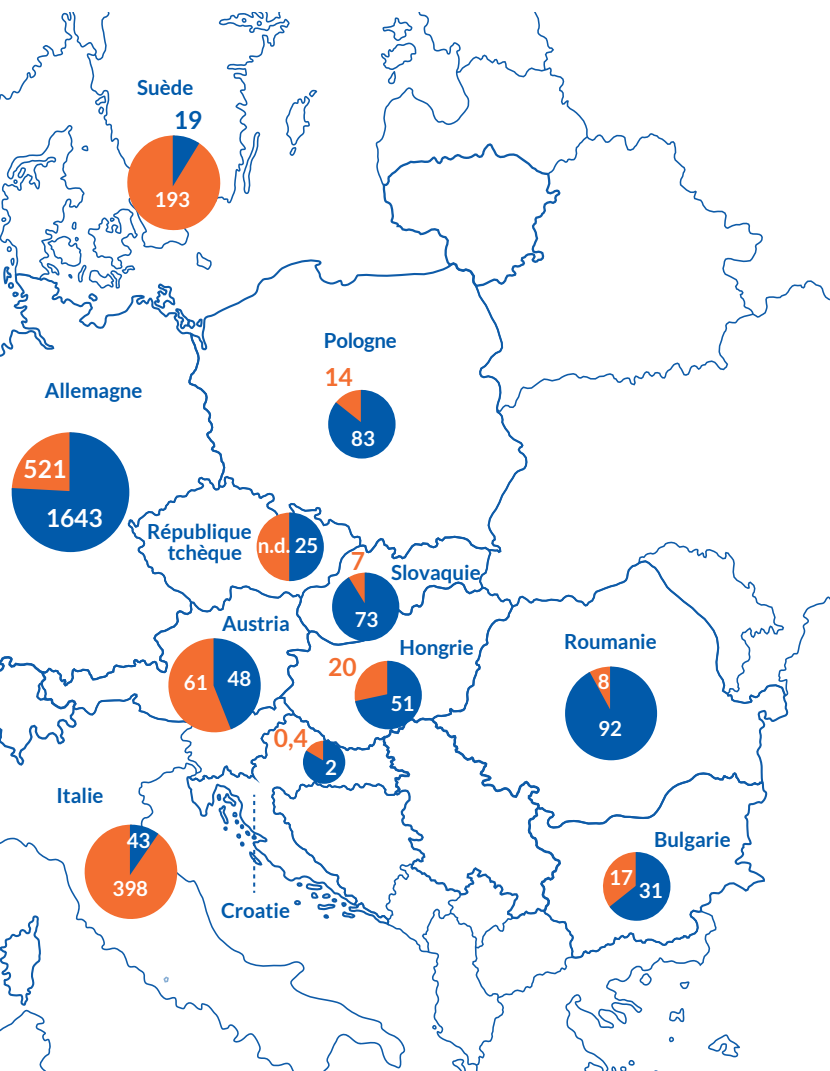 Suède
19
193
Pologne
14
83
Allemagne
521
1643
République
tchèque
n.d. 25
7
Slovaquie
73
Austria
61 48
Hongrie
20
51
Roumanie
8
92
0,4
2
Italie
43
398
Croatie
Bulgarie
17 31